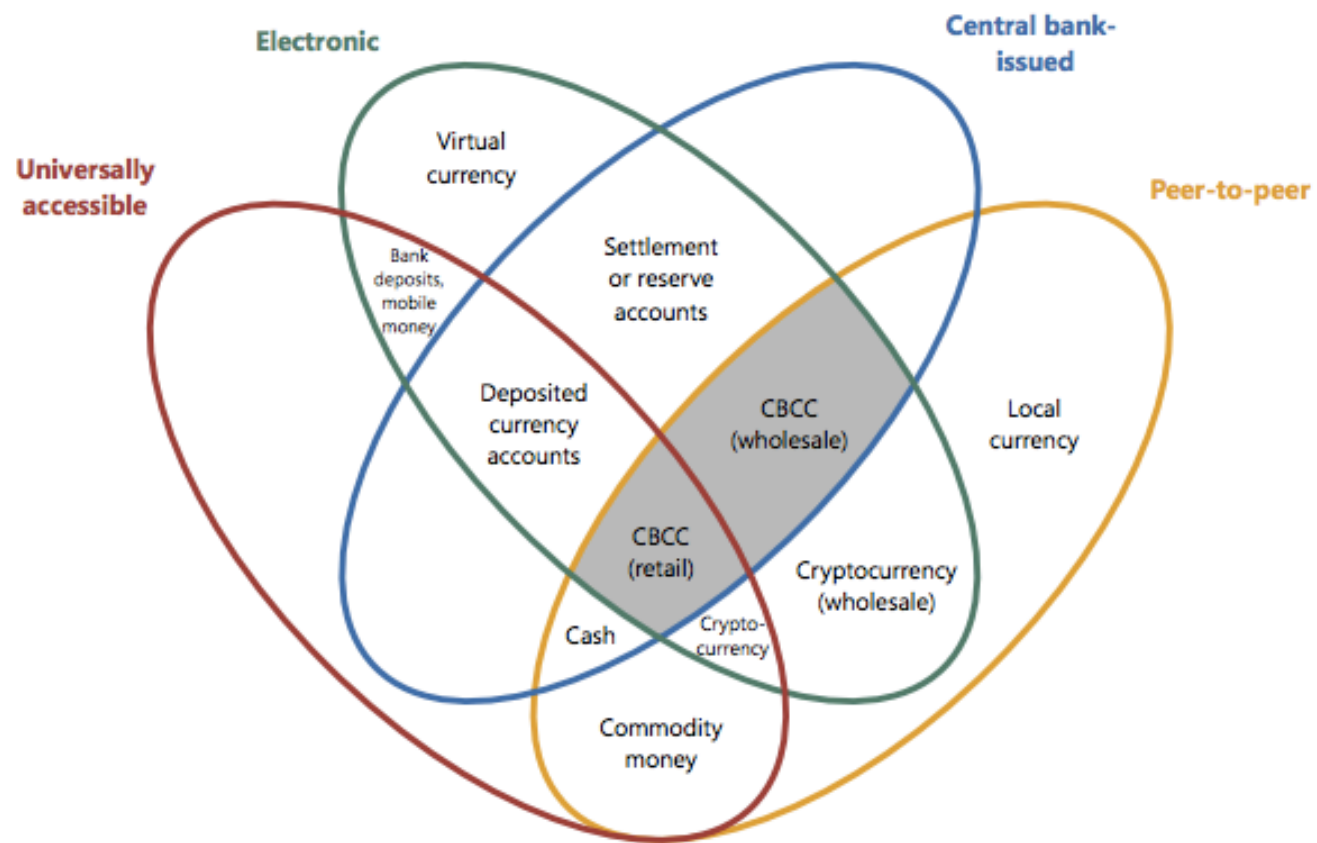 Electronic
Central bank-
issued
Universally
accessible
Peer-to-peer
Virtual
currency
Bank
deposits,
mobile
money
Settlement
or reserve
accounts
Deposited
currency
accounts
CBCC
(wholesale)
Local
currency
CBCC
(retail)
Cryptocurrency
(wholesale)
Cash
Crypto-
currency
Commodity
money